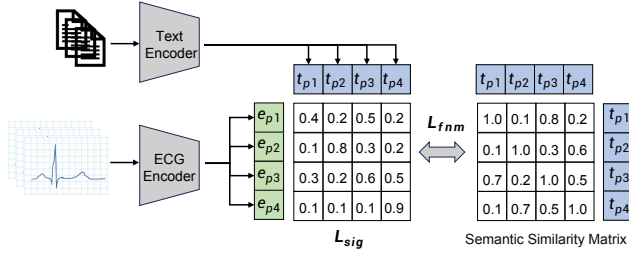 Text
Encoder
t_p1 t_p2 t_p3 t_p4
e_p1 0.4 0.2 0.5 0.2
e_p2 0.1 0.8 0.3 0.2
e_p3 0.3 0.2 0.6 0.5
e_p4 0.1 0.1 0.1 0.9
L_sig
ECG
Encoder
L_fnm
t_p1 t_p2 t_p3 t_p4
1.0 0.1 0.8 0.2 t_p1
0.1 1.0 0.3 0.6 t_p2
0.7 0.2 1.0 0.5 t_p3
0.1 0.7 0.5 1.0 t_p4
Semantic Similarity Matrix